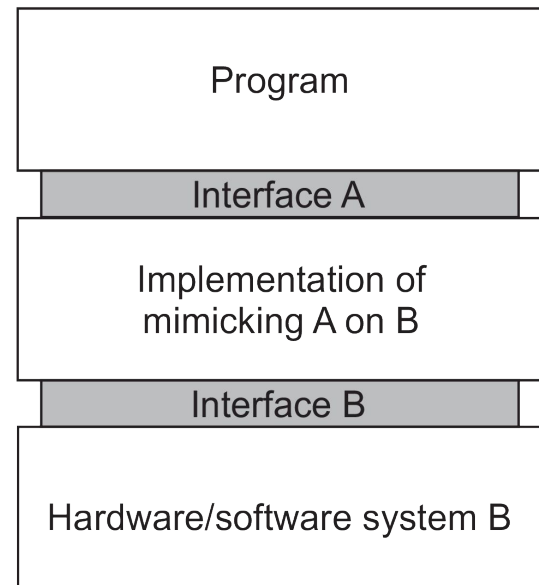 Program
Interface A
Implementation of
mimicking A on B
Interface B
Hardware/software system B